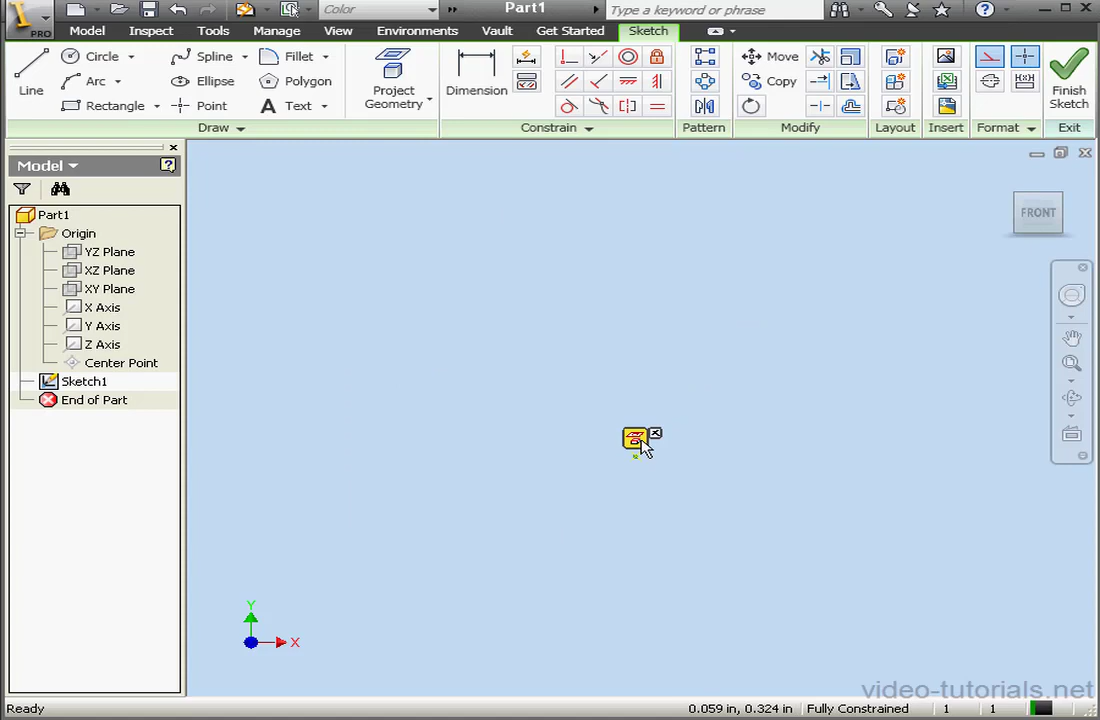 Color
Part1
Type a keyword or phrase
PRO
Model Inspect Tools Manage View Environments Vault Get Started Sketch
Line
Circle
Arc
Rectangle
Spline
Ellipse
Point
Fillet
Polygon
Text
Project Geometry
Dimension
Move
Copy
Finish Sketch
Draw Constrain Pattern Modify Layout Insert Format Exit
Model
Part1
Origin
YZ Plane
XZ Plane
XY Plane
X Axis
Y Axis
Z Axis
Center Point
Sketch1
End of Part
FRONT
Y
X
video-tutorials.net
Ready 0.059 in, 0.324 in Fully Constrained 1 1